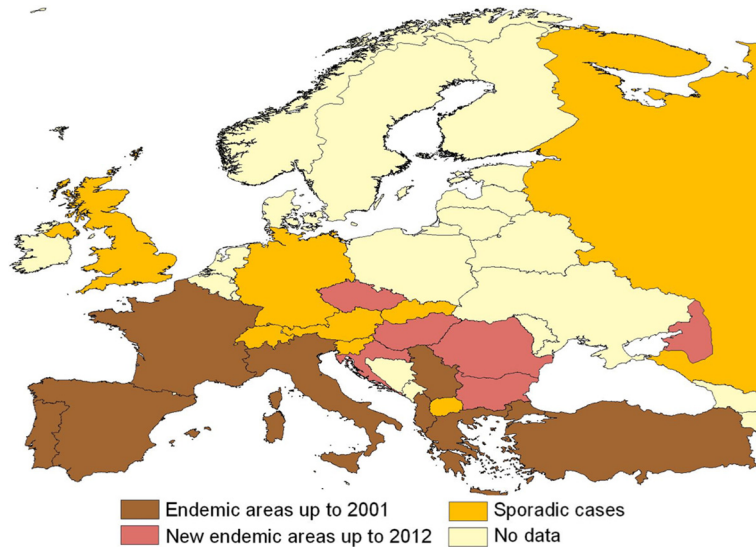 Endemic areas up to 2001
Sporadic cases
New endemic areas up to 2012
No data